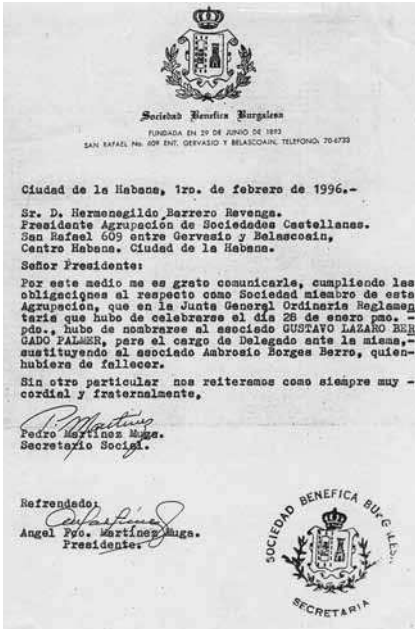 Sociedad Benefica Burgalesa
FUNDADA EN 29 DE JUNIO DE 1893
SAN RAFAEL No. 609 ENT. GERVASIO Y BELASCOAIN, TELEFONO: 70-6733
Ciudad de la Habana, 1ro. de febrero de 1996.-
Sr. D. Hermenegildo Barrero Revenga.
Presidente Agrupación de Sociedades Castellanas.
San Rafael 609 entre Gervasio y Belascoain,
Centro Habana. Ciudad de la Habana.
Señor Presidente:
Por este medio me es grato comunicarle, cumpliendo las
obligaciones al respecto como Sociedad miembro de esta
Agrupación, que en la Junta General Ordinario Reglamen
taria que hubo de celebrarse el día 28 de enero pmo. -
pdo., hubo de nombrarse al asociado GUSTAVO LAZARO BER
GADO PALMER, para el cargo de Delegado ante la misma,-
sustituyendo al asociado Ambrosio Borges Berro, quien-
hubiera de fallecer.
Sin otro particular nos reiteramos como siempre muy -
cordial y fraternalmente,
P. Martinez
Pedro Martínez Muga.
Secretario Social.
Refrendado:
Angel Fco. Martínez Muga.
Presidente.
SOCIEDAD BENEFICA BURGALESA
SECRETARIA